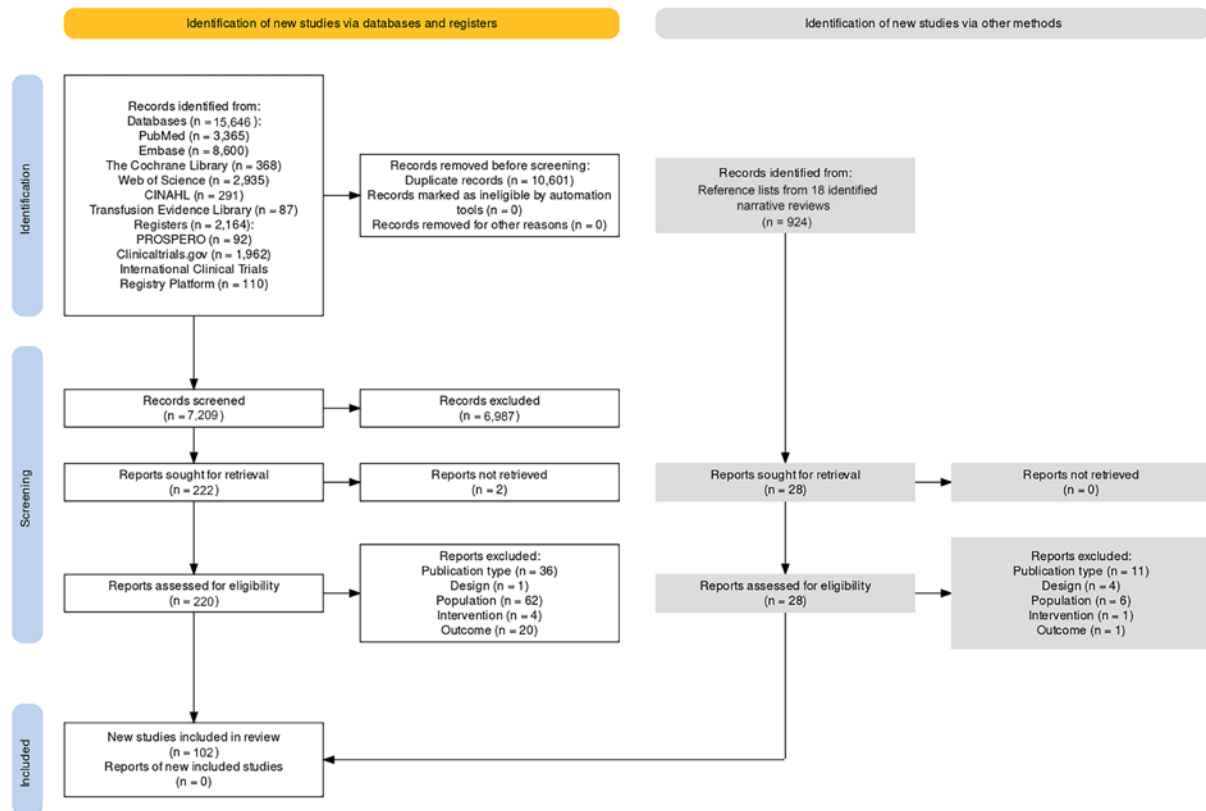 Identification of new studies via databases and registers
Identification of new studies via other methods
Identification
Records identified from:
Databases (n = 15,646):
PubMed (n = 3,365)
Embase (n = 8,600)
The Cochrane Library (n = 368)
Web of Science (n = 2,935)
CINAHL (n = 291)
Transfusion Evidence Library (n = 87)
Registers (n = 2,164):
PROSPERO (n = 92)
Clinicaltrials.gov (n = 1,962)
International Clinical Trials
Registry Platform (n = 110)
Records removed before screening:
Duplicate records (n = 10,601)
Records marked as ineligible by automation
tools (n = 0)
Records removed for other reasons (n = 0)
Records identified from:
Reference lists from 18 identified
narrative reviews
(n = 924)
Screening
Records screened
(n = 7,209)
Records excluded
(n = 6,987)
Reports sought for retrieval
(n = 222)
Reports not retrieved
(n = 2)
Reports sought for retrieval
(n = 28)
Reports not retrieved
(n = 0)
Reports assessed for eligibility
(n = 220)
Reports excluded:
Publication type (n = 36)
Design (n = 1)
Population (n = 62)
Intervention (n = 4)
Outcome (n = 20)
Reports assessed for eligibility
(n = 28)
Reports excluded:
Publication type (n = 11)
Design (n = 4)
Population (n = 6)
Intervention (n = 1)
Outcome (n = 1)
Included
New studies included in review
(n = 102)
Reports of new included studies
(n = 0)